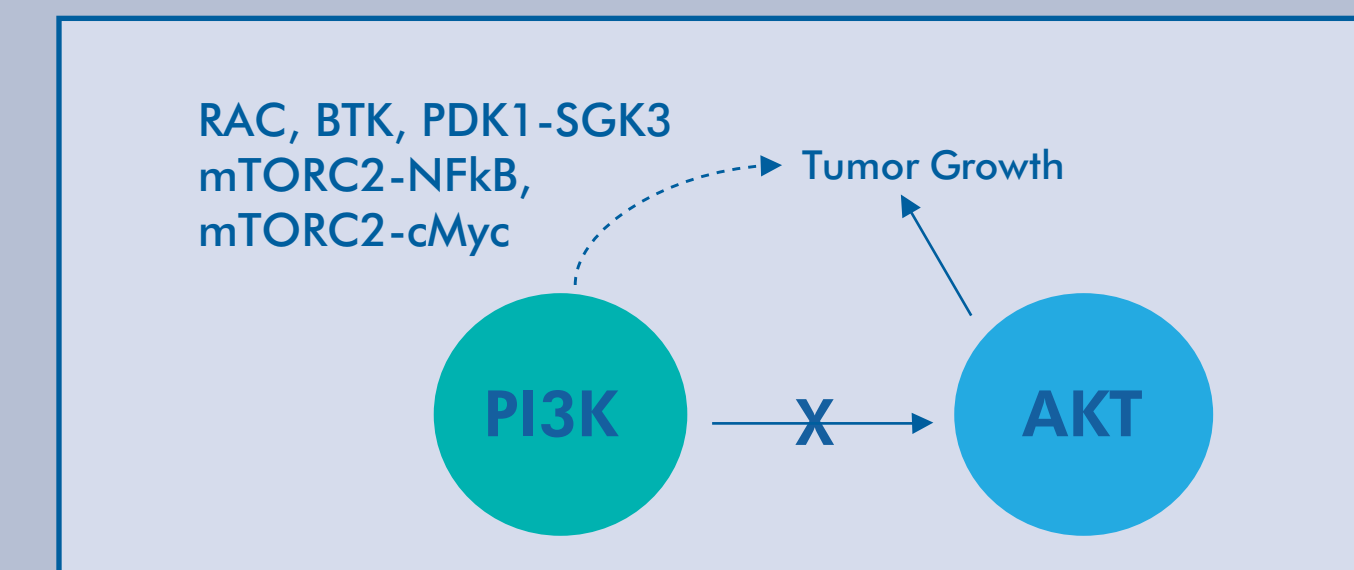 RAC, BTK, PDK1-SGK3
mTORC2-NFkB,
mTORC2-cMyc
Tumor Growth
PI3K
X
AKT